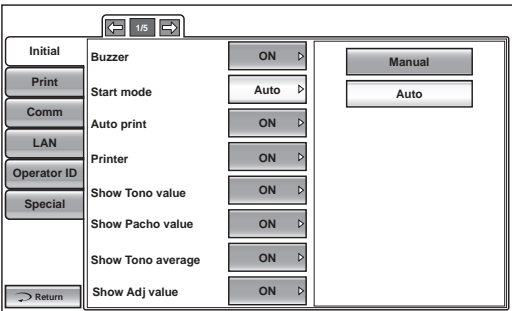 1/5
Initial
Print
Comm
LAN
Operator ID
Special
Return
Buzzer ON
Start mode Auto
Auto print ON
Printer ON
Show Tono value ON
Show Pacho value ON
Show Tono average ON
Show Adj value ON
Manual
Auto